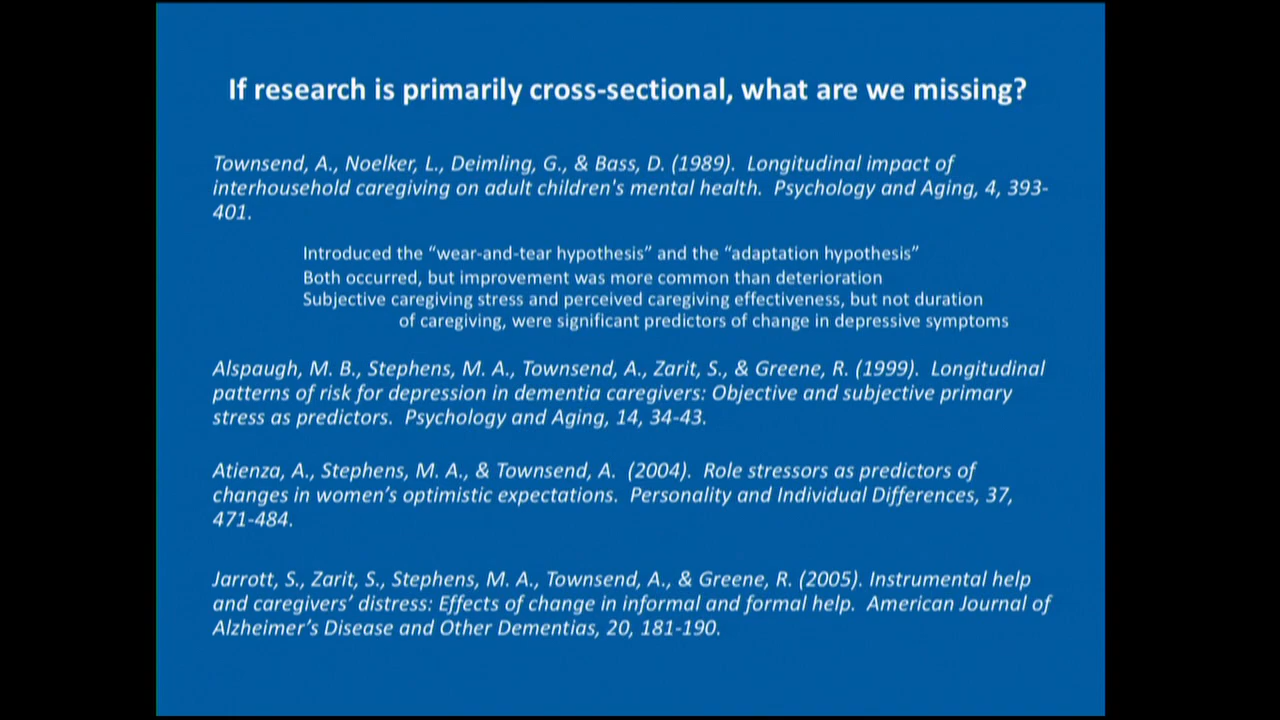 If research is primarily cross-sectional, what are we missing?
Townsend, A., Noelker, L., Deimling, G., & Bass, D. (1989).  Longitudinal impact of
interhousehold caregiving on adult children's mental health.  Psychology and Aging, 4, 393-
401.
Introduced the “wear-and-tear hypothesis” and the “adaptation hypothesis”
Both occurred, but improvement was more common than deterioration
Subjective caregiving stress and perceived caregiving effectiveness, but not duration
of caregiving, were significant predictors of change in depressive symptoms
Alspaugh, M. B., Stephens, M. A., Townsend, A., Zarit, S., & Greene, R. (1999).  Longitudinal
patterns of risk for depression in dementia caregivers: Objective and subjective primary
stress as predictors.  Psychology and Aging, 14, 34-43.
Atienza, A., Stephens, M. A., & Townsend, A.  (2004).  Role stressors as predictors of
changes in women’s optimistic expectations.  Personality and Individual Differences, 37,
471-484.
Jarrott, S., Zarit, S., Stephens, M. A., Townsend, A., & Greene, R. (2005). Instrumental help
and caregivers’ distress: Effects of change in informal and formal help.  American Journal of
Alzheimer’s Disease and Other Dementias, 20, 181-190.